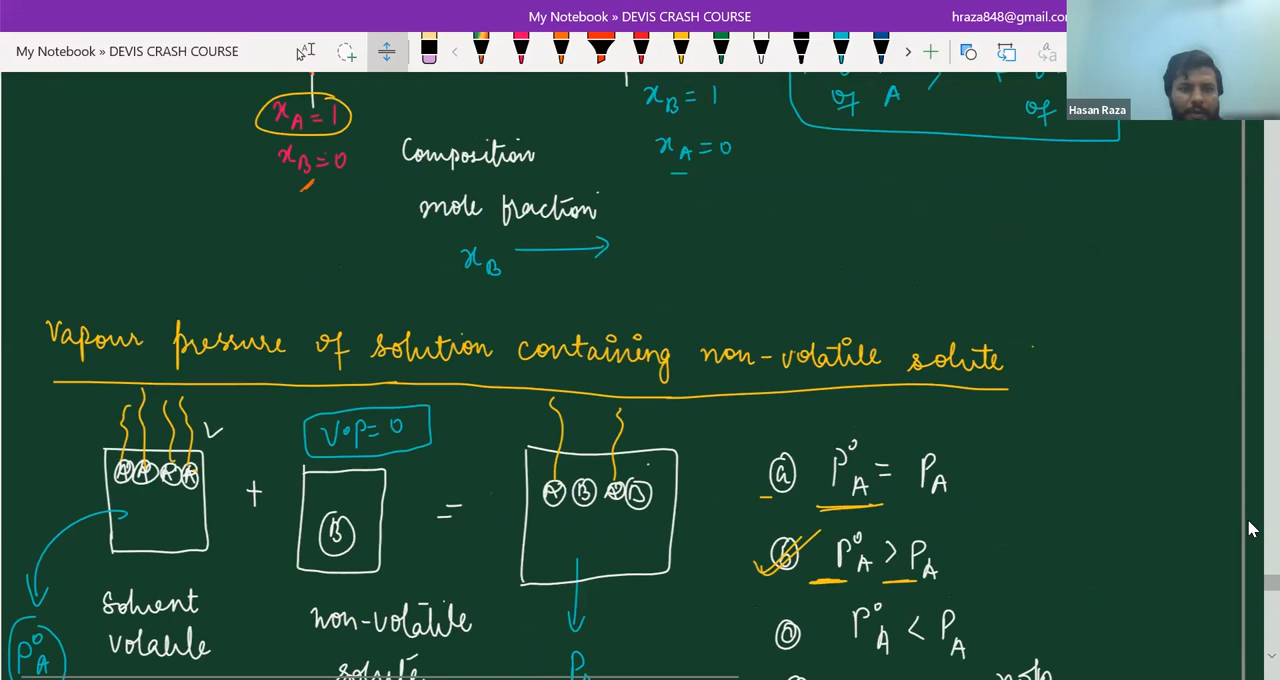 My Notebook » DEVIS CRASH COURSE
hraza848@gmail.co
My Notebook » DEVIS CRASH COURSE
Hasan Raza
x_A = 1
x_B = 0
x_B = 1
x_A = 0
of A
of
Composition
mole fraction
x_B →
Vapour pressure of solution containing non-volatile solute
V.P = 0
A A A A + B = A B A B
Solvent
volatile
P°_A
non-volatile
solute
P
ⓐ P°_A = P_A
ⓑ P°_A > P_A
P°_A < P_A